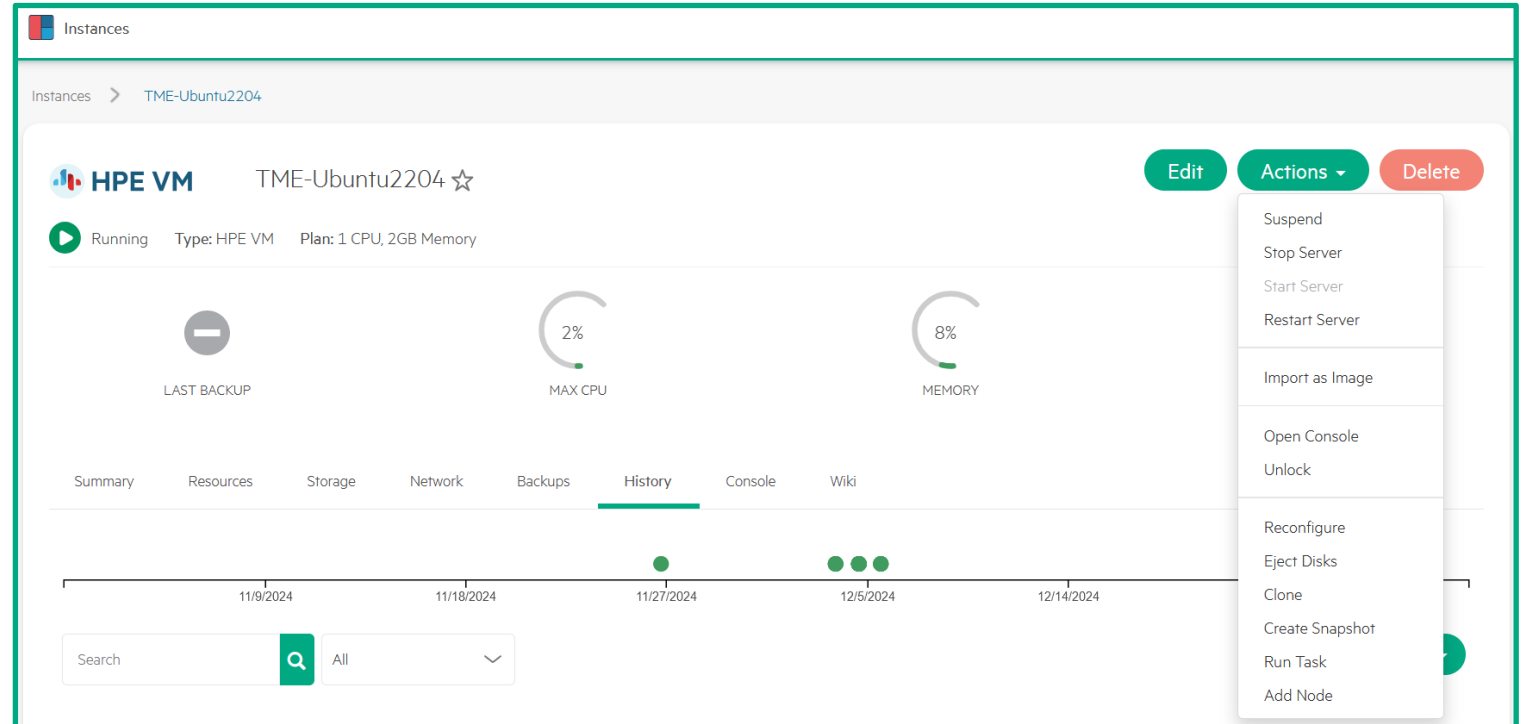 Instances
Instances > TME-Ubuntu2204
HPE VM TME-Ubuntu2204 Edit Actions Delete
Running Type: HPE VM Plan: 1 CPU, 2GB Memory
2% 8%
LAST BACKUP MAX CPU MEMORY
Summary Resources Storage Network Backups History Console Wiki
11/9/2024 11/18/2024 11/27/2024 12/5/2024 12/14/2024
Search All
Suspend
Stop Server
Start Server
Restart Server
Import as Image
Open Console
Unlock
Reconfigure
Eject Disks
Clone
Create Snapshot
Run Task
Add Node